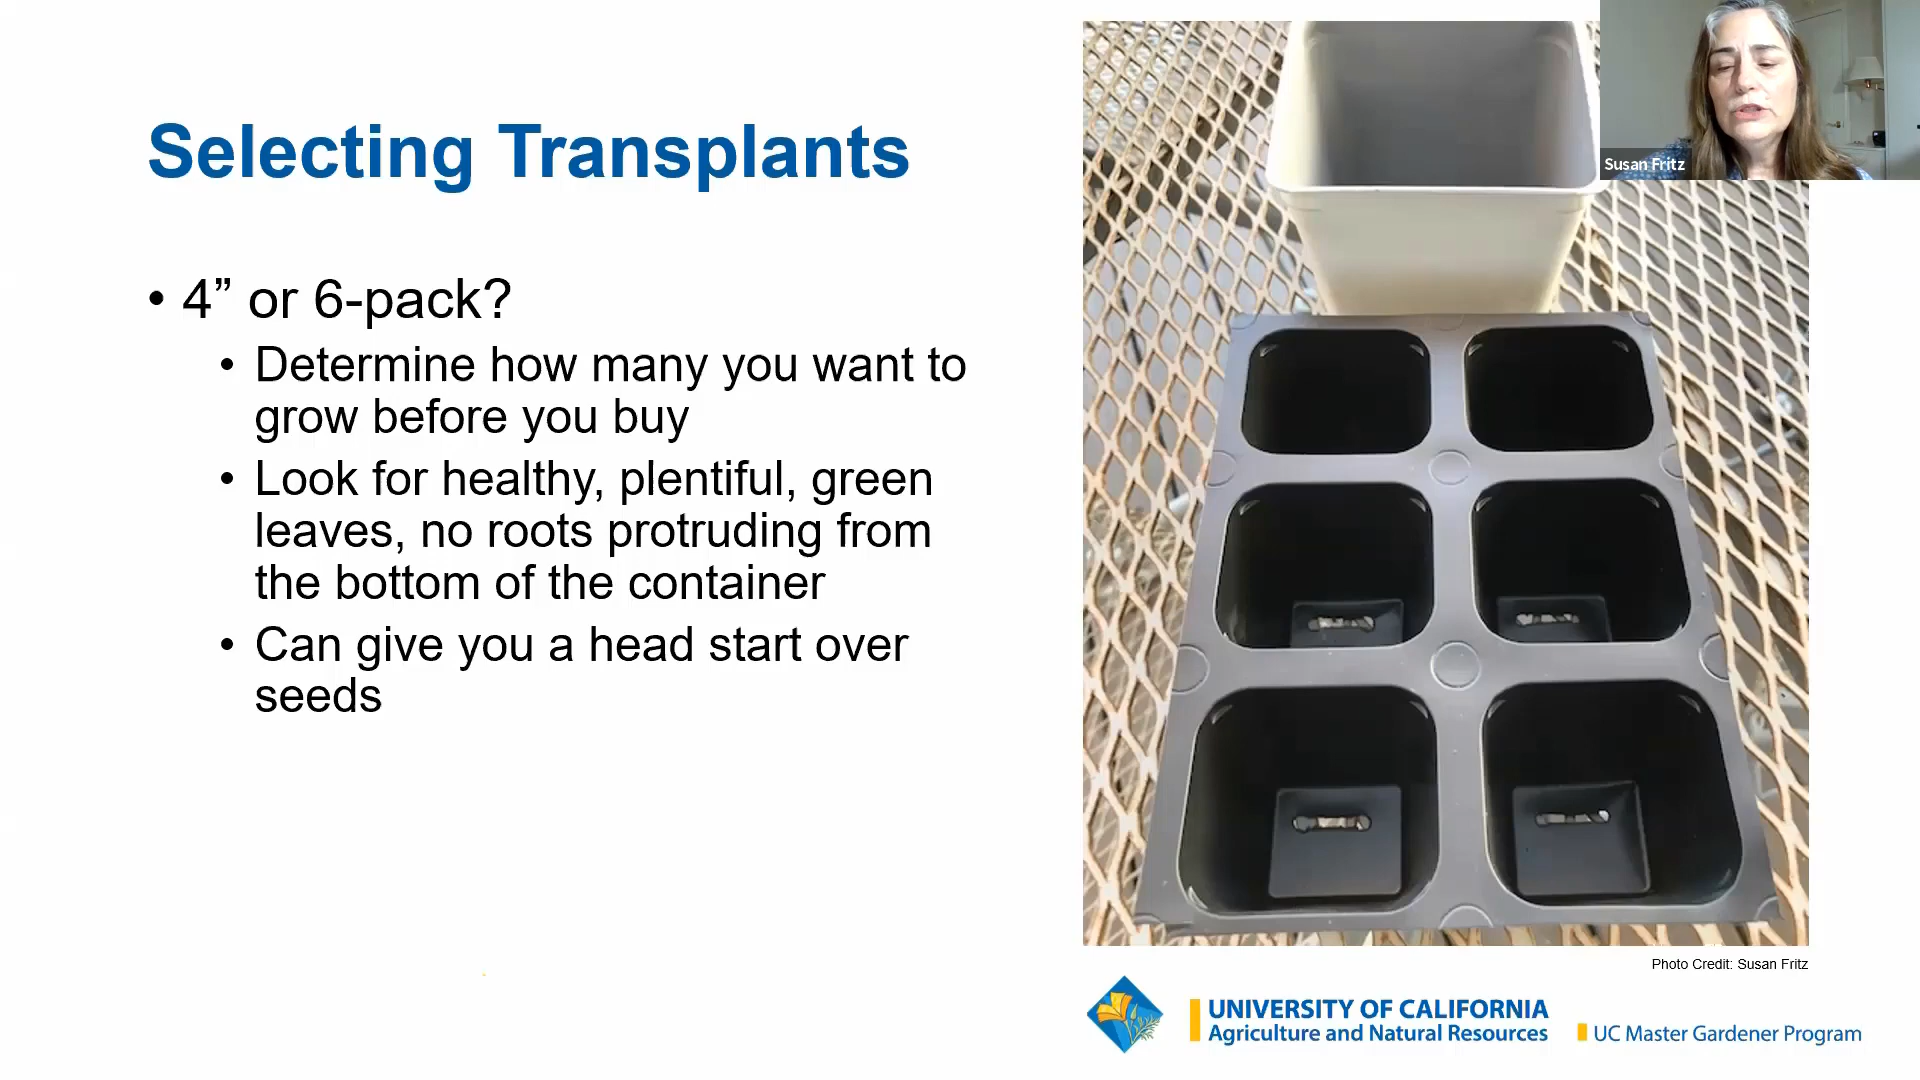 Susan Fritz
Selecting Transplants
• 4” or 6-pack?
• Determine how many you want to
grow before you buy
• Look for healthy, plentiful, green
leaves, no roots protruding from
the bottom of the container
• Can give you a head start over
seeds
Photo Credit: Susan Fritz
UNIVERSITY OF CALIFORNIA
Agriculture and Natural Resources
UC Master Gardener Program